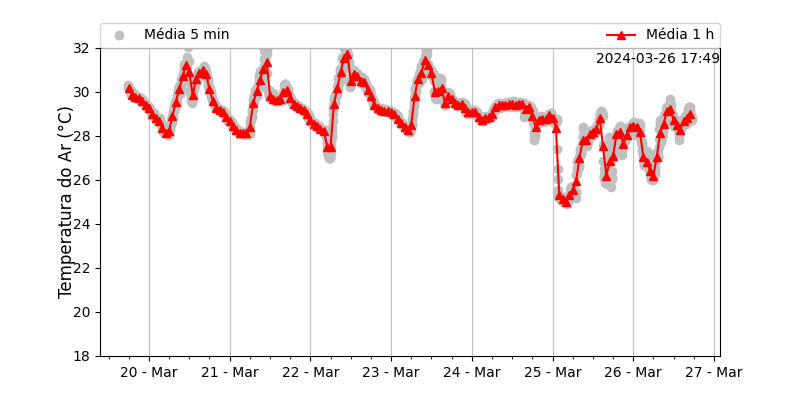 Média 5 min
Média 1 h
2024-03-26 17:49
Temperatura do Ar (°C)
32
30
28
26
24
22
20
18
20 - Mar
21 - Mar
22 - Mar
23 - Mar
24 - Mar
25 - Mar
26 - Mar
27 - Mar